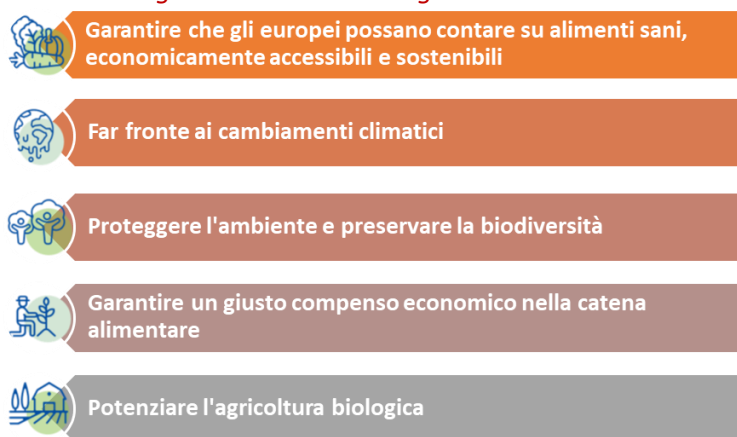 Garantire che gli europei possano contare su alimenti sani,
economicamente accessibili e sostenibili
Far fronte ai cambiamenti climatici
Proteggere l'ambiente e preservare la biodiversità
Garantire un giusto compenso economico nella catena
alimentare
Potenziare l'agricoltura biologica